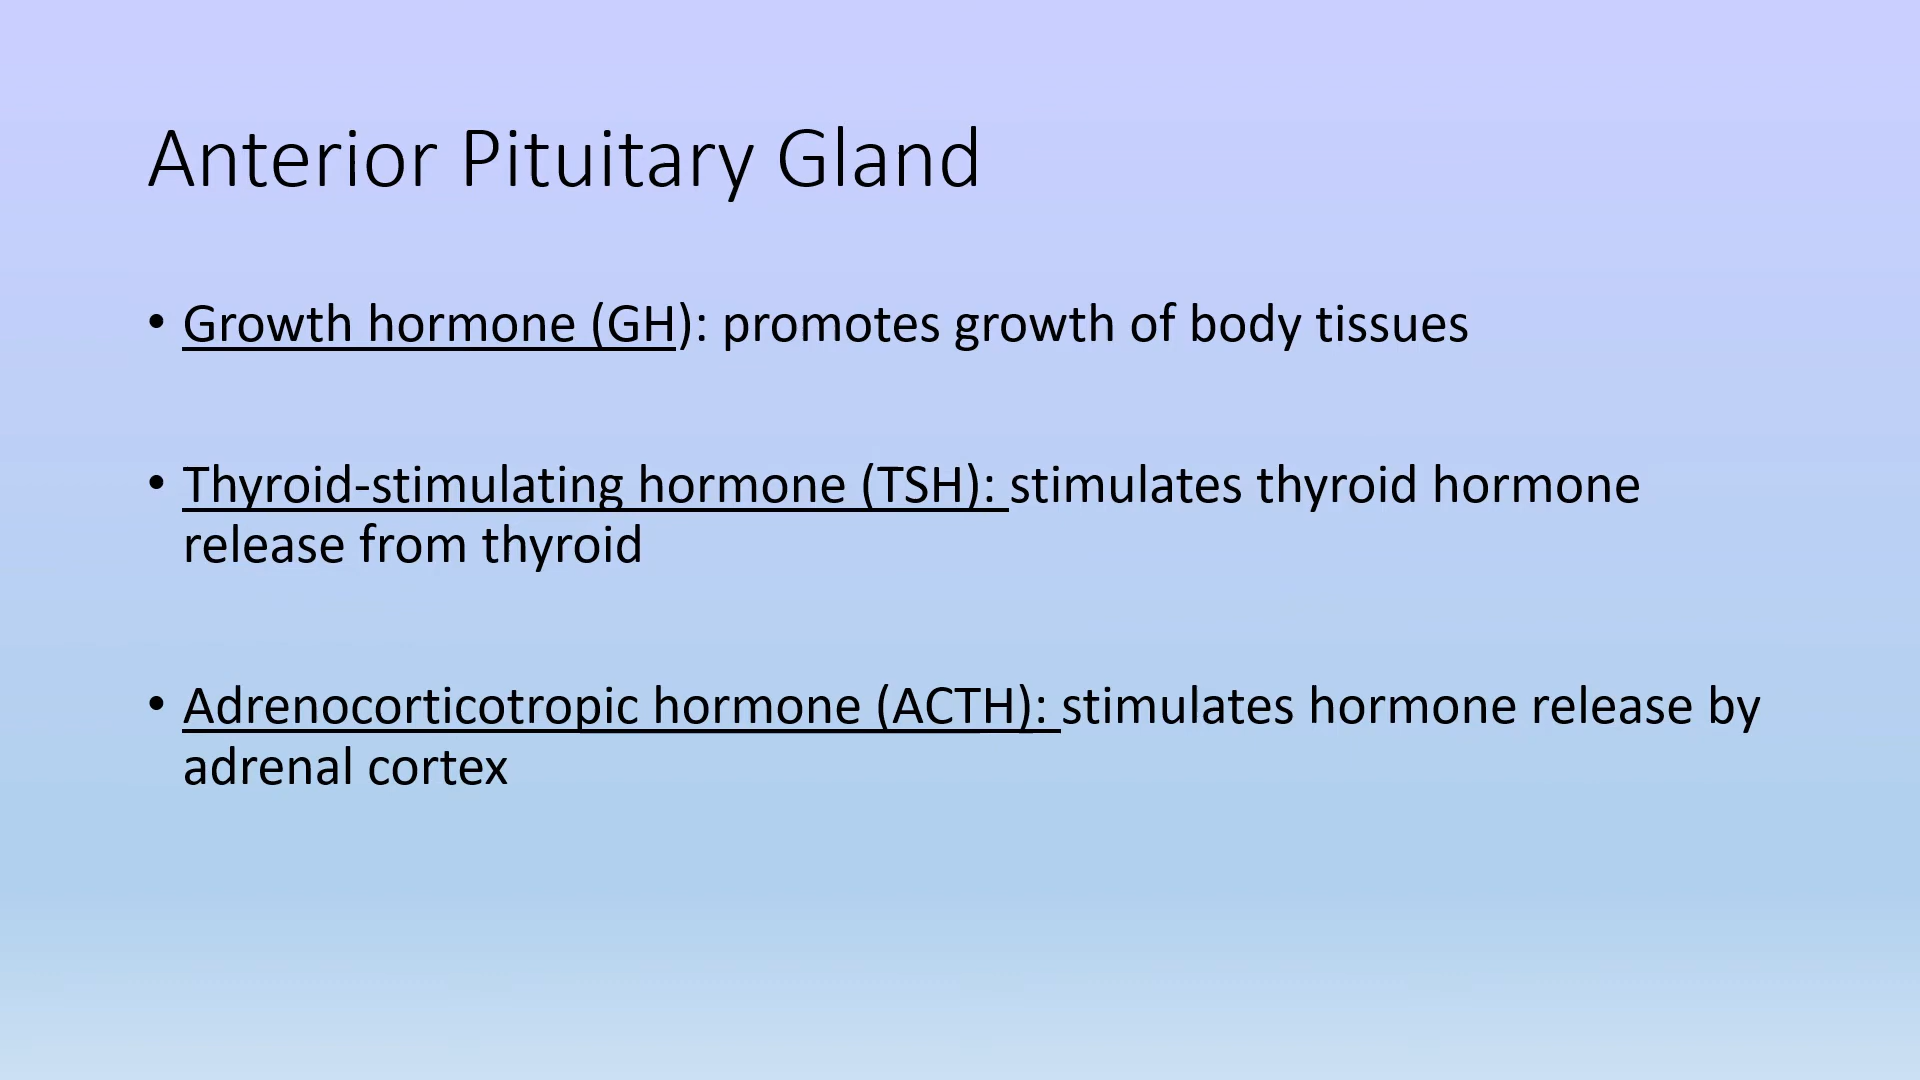 Anterior Pituitary Gland
• Growth hormone (GH): promotes growth of body tissues
• Thyroid-stimulating hormone (TSH): stimulates thyroid hormone
release from thyroid
• Adrenocorticotropic hormone (ACTH): stimulates hormone release by
adrenal cortex